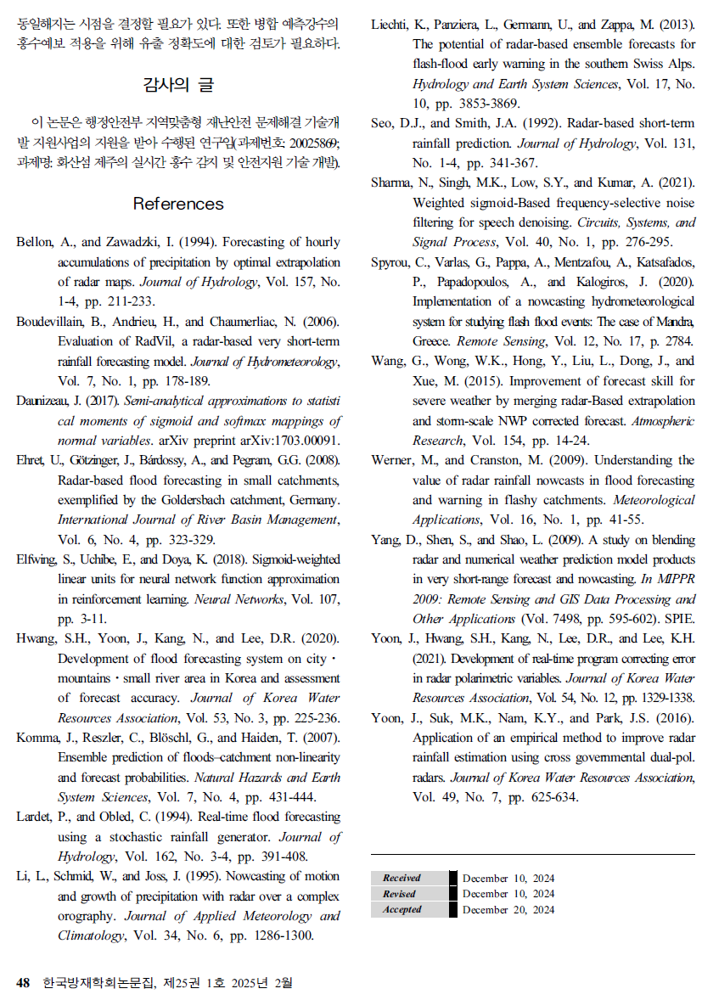 동일해지는 시점을 결정할 필요가 있다. 또한 병합 예측강수의
홍수예보 적용을 위해 유출 정확도에 대한 검토가 필요하다.
감사의 글
이 논문은 행정안전부 지역맞춤형 재난안전 문제해결 기술개
발 지원사업의 지원을 받아 수행된 연구임(과제번호: 20025869;
과제명: 화산섬 제주의 실시간 홍수 감지 및 안전지원 기술 개발).
References
Bellon, A., and Zawadzki, I. (1994). Forecasting of hourly
accumulations of precipitation by optimal extrapolation
of radar maps. Journal of Hydrology, Vol. 157, No.
1-4, pp. 211-233.
Boudevillain, B., Andrieu, H., and Chaumerliac, N. (2006).
Evaluation of RadVil, a radar-based very short-term
rainfall forecasting model. Journal of Hydrometeorology,
Vol. 7, No. 1, pp. 178-189.
Daunizeau, J. (2017). Semi-analytical approximations to statisti
cal moments of sigmoid and softmax mappings of
normal variables. arXiv preprint arXiv:1703.00091.
Ehret, U., Götzinger, J., Bárdossy, A., and Pegram, G.G. (2008).
Radar-based flood forecasting in small catchments,
exemplified by the Goldersbach catchment, Germany.
International Journal of River Basin Management,
Vol. 6, No. 4, pp. 323-329.
Elfwing, S., Uchibe, E., and Doya, K. (2018). Sigmoid-weighted
linear units for neural network function approximation
in reinforcement learning. Neural Networks, Vol. 107,
pp. 3-11.
Hwang, S.H., Yoon, J., Kang, N., and Lee, D.R. (2020).
Development of flood forecasting system on city・
mountains・small river area in Korea and assessment
of forecast accuracy. Journal of Korea Water
Resources Association, Vol. 53, No. 3, pp. 225-236.
Komma, J., Reszler, C., Blöschl, G., and Haiden, T. (2007).
Ensemble prediction of floods–catchment non-linearity
and forecast probabilities. Natural Hazards and Earth
System Sciences, Vol. 7, No. 4, pp. 431-444.
Lardet, P., and Obled, C. (1994). Real-time flood forecasting
using a stochastic rainfall generator. Journal of
Hydrology, Vol. 162, No. 3-4, pp. 391-408.
Li, L., Schmid, W., and Joss, J. (1995). Nowcasting of motion
and growth of precipitation with radar over a complex
orography. Journal of Applied Meteorology and
Climatology, Vol. 34, No. 6, pp. 1286-1300.
Liechti, K., Panziera, L., Germann, U., and Zappa, M. (2013).
The potential of radar-based ensemble forecasts for
flash-flood early warning in the southern Swiss Alps.
Hydrology and Earth System Sciences, Vol. 17, No.
10, pp. 3853-3869.
Seo, D.J., and Smith, J.A. (1992). Radar-based short-term
rainfall prediction. Journal of Hydrology, Vol. 131,
No. 1-4, pp. 341-367.
Sharma, N., Singh, M.K., Low, S.Y., and Kumar, A. (2021).
Weighted sigmoid-Based frequency-selective noise
filtering for speech denoising. Circuits, Systems, and
Signal Process, Vol. 40, No. 1, pp. 276-295.
Spyrou, C., Varlas, G., Pappa, A., Mentzafou, A., Katsafados,
P., Papadopoulos, A., and Kalogiros, J. (2020).
Implementation of a nowcasting hydrometeorological
system for studying flash flood events: The case of Mandra,
Greece. Remote Sensing, Vol. 12, No. 17, p. 2784.
Wang, G., Wong, W.K., Hong, Y., Liu, L., Dong, J., and
Xue, M. (2015). Improvement of forecast skill for
severe weather by merging radar-Based extrapolation
and storm-scale NWP corrected forecast. Atmospheric
Research, Vol. 154, pp. 14-24.
Werner, M., and Cranston, M. (2009). Understanding the
value of radar rainfall nowcasts in flood forecasting
and warning in flashy catchments. Meteorological
Applications, Vol. 16, No. 1, pp. 41-55.
Yang, D., Shen, S., and Shao, L. (2009). A study on blending
radar and numerical weather prediction model products
in very short-range forecast and nowcasting. In MIPPR
2009: Remote Sensing and GIS Data Processing and
Other Applications (Vol. 7498, pp. 595-602). SPIE.
Yoon, J., Hwang, S.H., Kang, N., Lee, D.R., and Lee, K.H.
(2021). Development of real-time program correcting error
in radar polarimetric variables. Journal of Korea Water
Resources Association, Vol. 54, No. 12, pp. 1329-1338.
Yoon, J., Suk, M.K., Nam, K.Y., and Park, J.S. (2016).
Application of an empirical method to improve radar
rainfall estimation using cross governmental dual-pol.
radars. Journal of Korea Water Resources Association,
Vol. 49, No. 7, pp. 625-634.
Received December 10, 2024
Revised December 10, 2024
Accepted December 20, 2024
48 한국방재학회논문집, 제25권 1호 2025년 2월